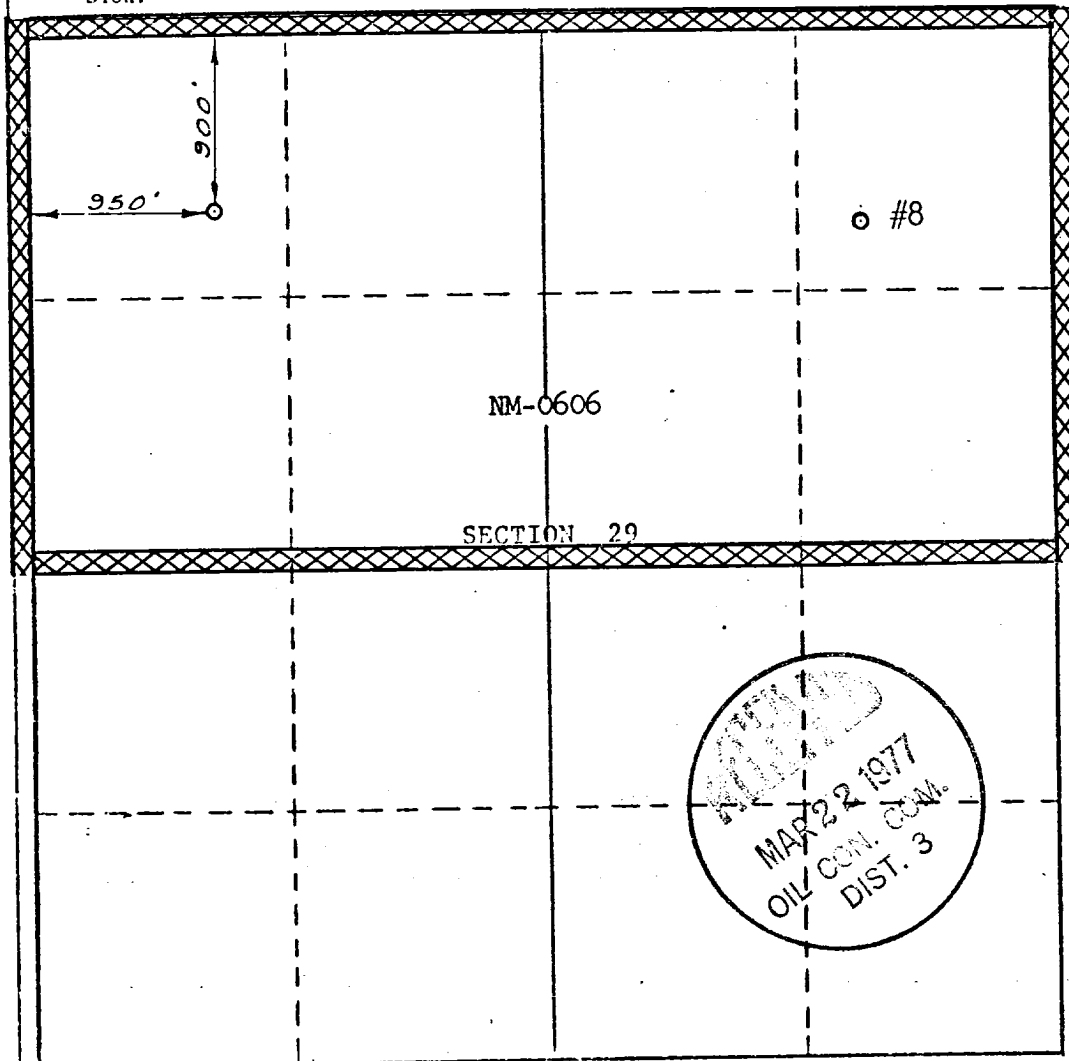 900'
950'
#8
NM-0606
SECTION 29
MAR 22 1977
OIL CON. COM.
DIST. 3